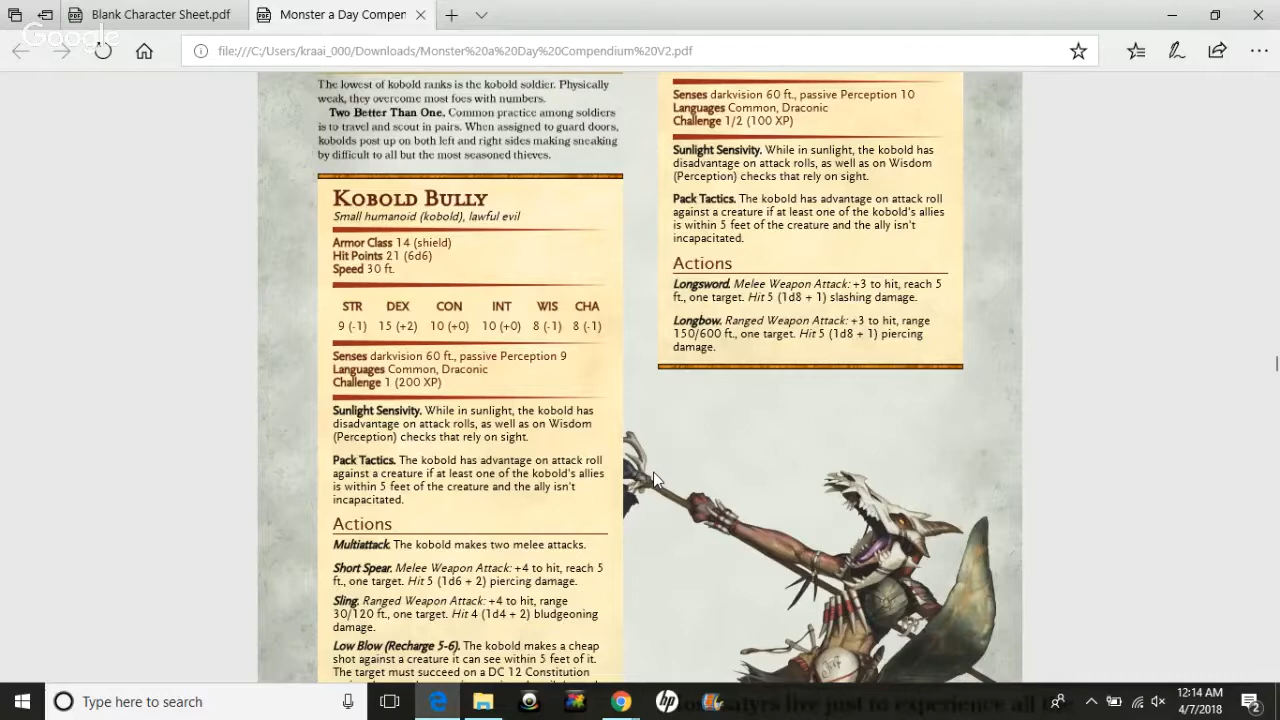 Blank Character Sheet.pdf
Monster a Day Compendi
Google
file:///C:/Users/kraai_000/Downloads/Monster%20a%20Day%20Compendium%20V2.pdf
The lowest of kobold ranks is the kobold soldier. Physically
weak, they overcome most foes with numbers.
Two Better Than One. Common practice among soldiers
is to travel and scout in pairs. When assigned to guard doors,
kobolds post up on both left and right sides making sneaking
by difficult to all but the most seasoned thieves.
KOBOLD BULLY
Small humanoid (kobold), lawful evil
Armor Class 14 (shield)
Hit Points 21 (6d6)
Speed 30 ft.
STR DEX CON INT WIS CHA
9 (-1) 15 (+2) 10 (+0) 10 (+0) 8 (-1) 8 (-1)
Senses darkvision 60 ft., passive Perception 9
Languages Common, Draconic
Challenge 1 (200 XP)
Sunlight Sensivity. While in sunlight, the kobold has
disadvantage on attack rolls, as well as on Wisdom
(Perception) checks that rely on sight.
Pack Tactics. The kobold has advantage on attack roll
against a creature if at least one of the kobold's allies
is within 5 feet of the creature and the ally isn't
incapacitated.
Actions
Multiattack. The kobold makes two melee attacks.
Short Spear. Melee Weapon Attack: +4 to hit, reach 5
ft., one target. Hit 5 (1d6 + 2) piercing damage.
Sling. Ranged Weapon Attack: +4 to hit, range
30/120 ft., one target. Hit 4 (1d4 + 2) bludgeoning
damage.
Low Blow (Recharge 5-6). The kobold makes a cheap
shot against a creature it can see within 5 feet of it.
The target must succeed on a DC 12 Constitution
Senses darkvision 60 ft., passive Perception 10
Languages Common, Draconic
Challenge 1/2 (100 XP)
Sunlight Sensivity. While in sunlight, the kobold has
disadvantage on attack rolls, as well as on Wisdom
(Perception) checks that rely on sight.
Pack Tactics. The kobold has advantage on attack roll
against a creature if at least one of the kobold's allies
is within 5 feet of the creature and the ally isn't
incapacitated.
Actions
Longsword. Melee Weapon Attack: +3 to hit, reach 5
ft., one target. Hit 5 (1d8 + 1) slashing damage.
Longbow. Ranged Weapon Attack: +3 to hit, range
150/600 ft., one target. Hit 5 (1d8 + 1) piercing
damage.
Type here to search
hp
12:14 AM
4/7/2018
2